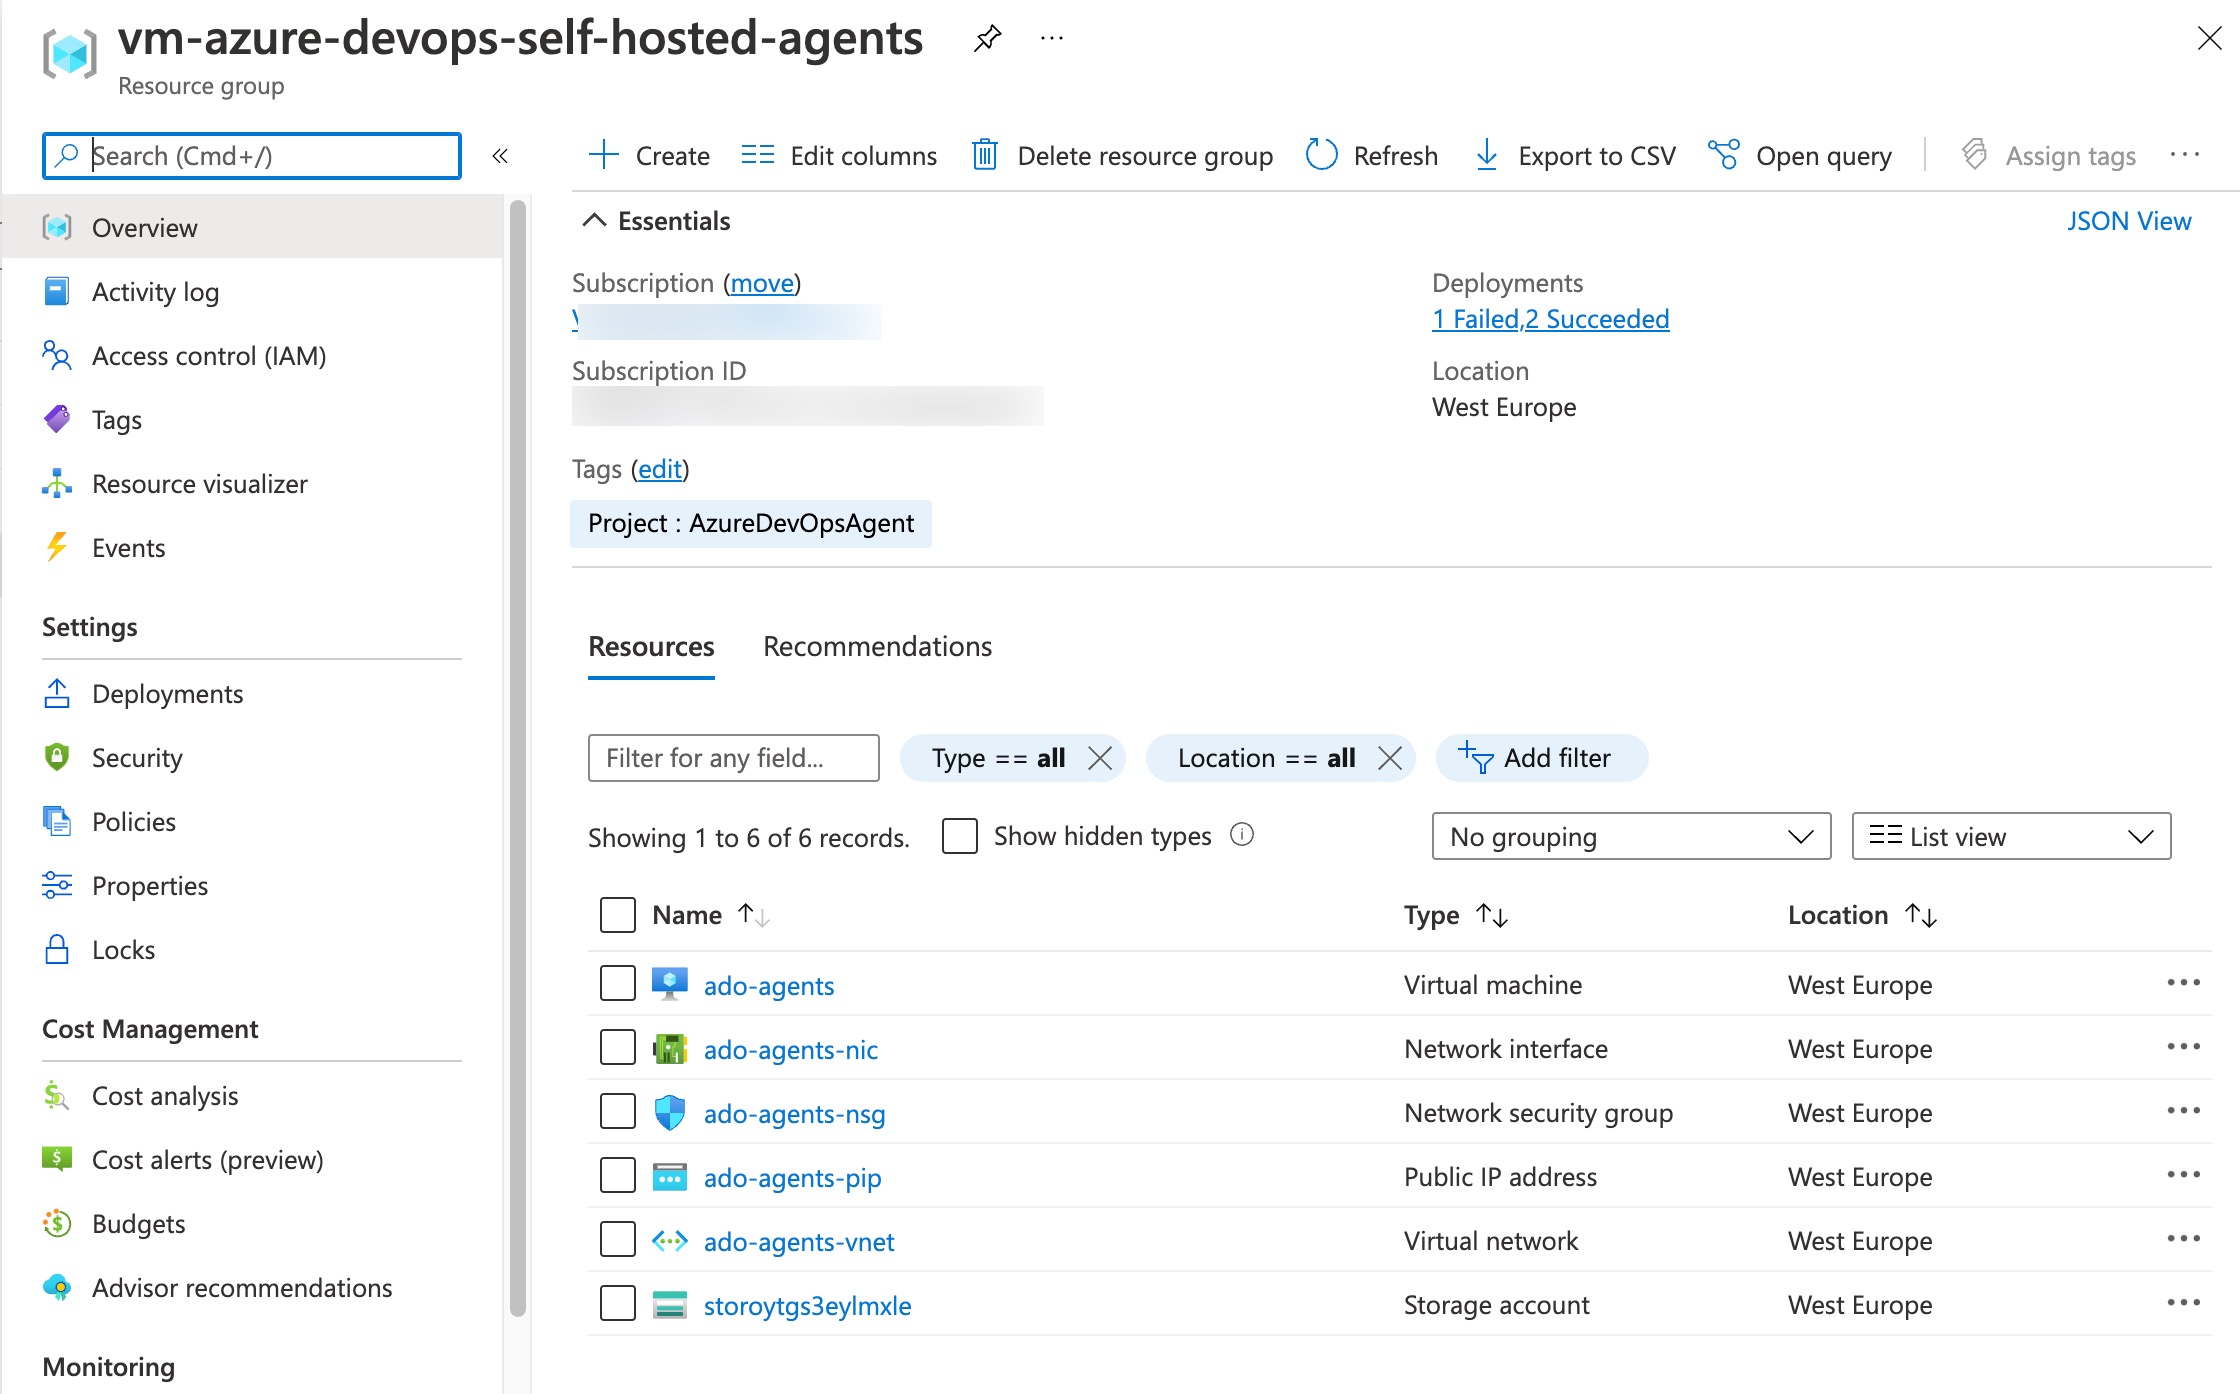 vm-azure-devops-self-hosted-agents
Resource group
Search (Cmd+/)
Create
Edit columns
Delete resource group
Refresh
Export to CSV
Open query
Assign tags
Overview
Activity log
Access control (IAM)
Tags
Resource visualizer
Events
Settings
Deployments
Security
Policies
Properties
Locks
Cost Management
Cost analysis
Cost alerts (preview)
Budgets
Advisor recommendations
Monitoring
Essentials
JSON View
Subscription (move)
Deployments
1 Failed,2 Succeeded
Subscription ID
Location
West Europe
Tags (edit)
Project : AzureDevOpsAgent
Resources
Recommendations
Filter for any field...
Type == all
Location == all
Add filter
Showing 1 to 6 of 6 records.
Show hidden types
No grouping
List view
Name Type Location
ado-agents Virtual machine West Europe
ado-agents-nic Network interface West Europe
ado-agents-nsg Network security group West Europe
ado-agents-pip Public IP address West Europe
ado-agents-vnet Virtual network West Europe
storoytgs3eylmxle Storage account West Europe